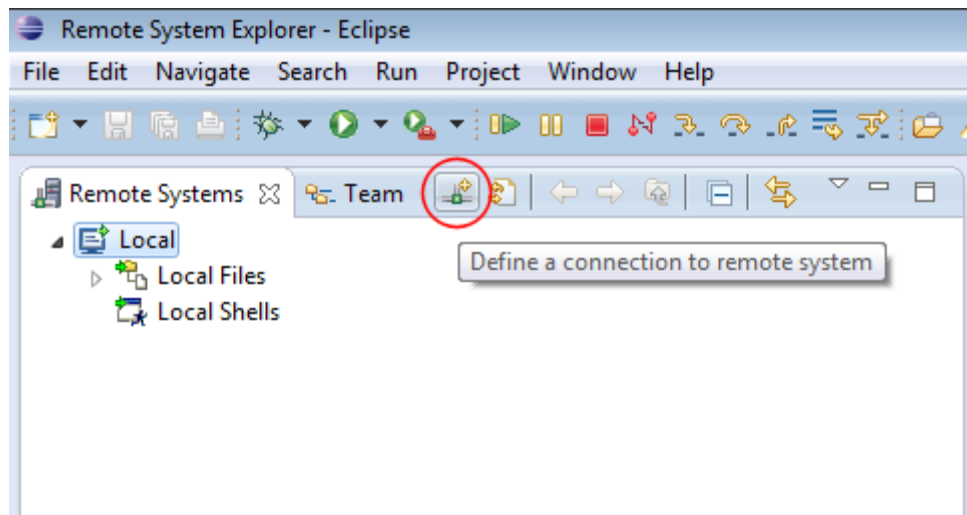 Remote System Explorer - Eclipse
File Edit Navigate Search Run Project Window Help
Remote Systems Team
Local
Define a connection to remote system
Local Files
Local Shells